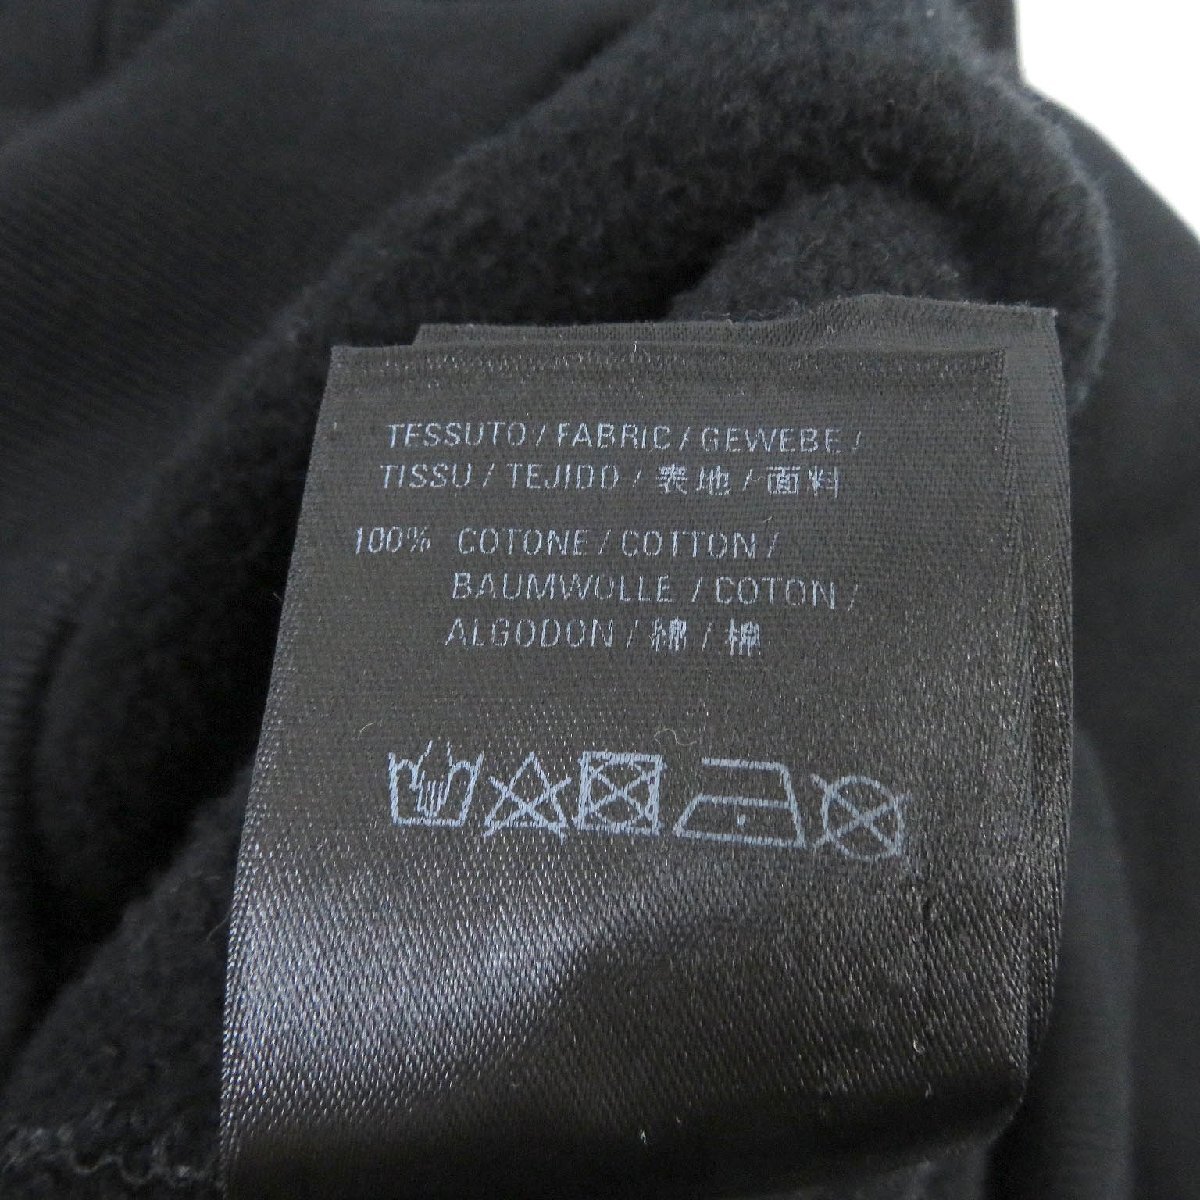 TESSUTO / FABRIC / GEWEBE /
TISSU / TEJIDO / 表地 / 面料
100% COTONE / COTTON /
BAUMWOLLE / COTON /
ALGODON / 綿 / 棉